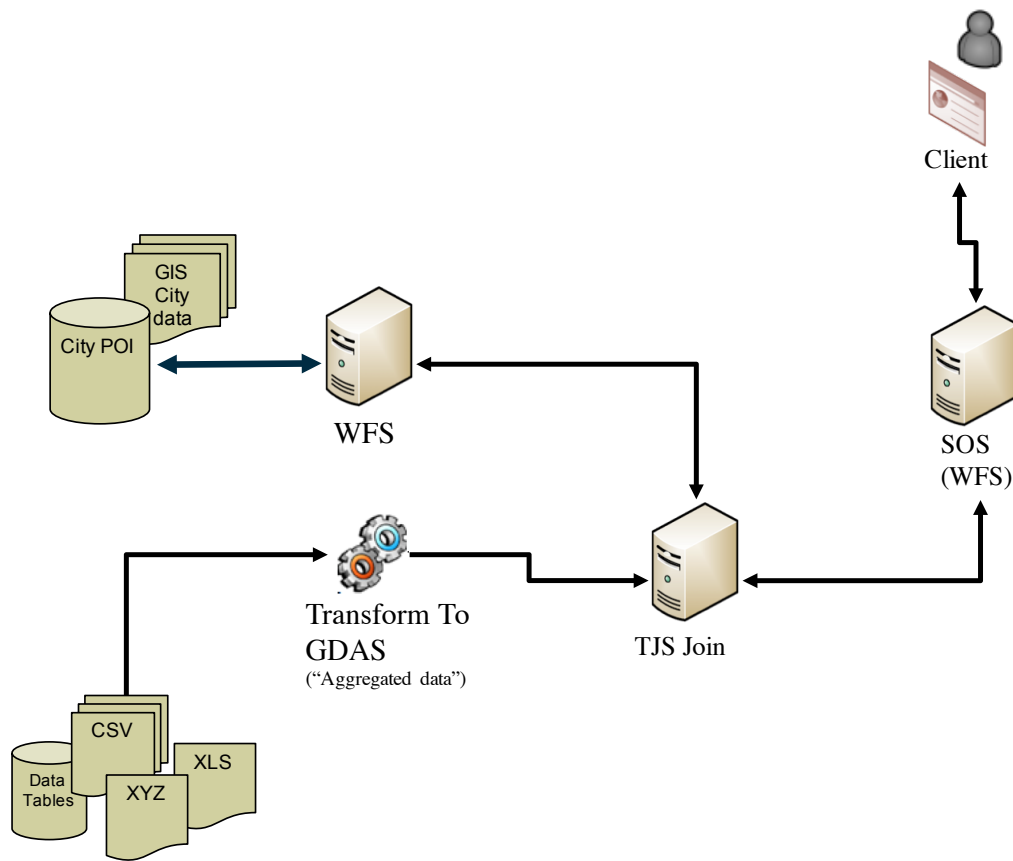 Client
GIS
City
data
City POI
WFS
SOS
(WFS)
Transform To
GDAS
(“Aggregated data”)
TJS Join
CSV
XLS
Data
Tables
XYZ